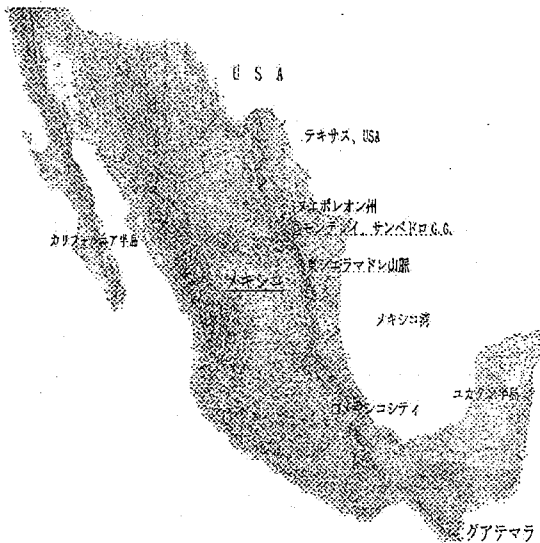 U S A
テキサス、USA
ヌエボレオン州
モンテレイ、サンペドロG.G.
カリフォルニア半島
シエラマドレ山脈
メキシコ
メキシコ湾
ユカタン半島
メキシコシティ
グアテマラ